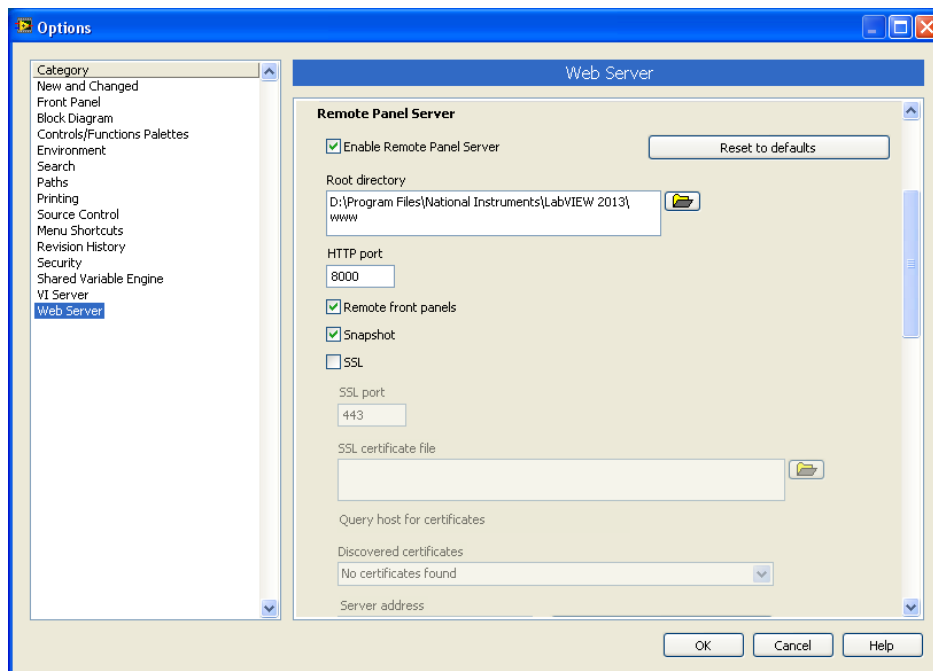 Options
Category
New and Changed
Front Panel
Block Diagram
Controls/Functions Palettes
Environment
Search
Paths
Printing
Source Control
Menu Shortcuts
Revision History
Security
Shared Variable Engine
VI Server
Web Server
Web Server
Remote Panel Server
Enable Remote Panel Server
Reset to defaults
Root directory
D:\Program Files\National Instruments\LabVIEW 2013\
www
HTTP port
8000
Remote front panels
Snapshot
SSL
SSL port
443
SSL certificate file
Query host for certificates
Discovered certificates
No certificates found
Server address
OK
Cancel
Help